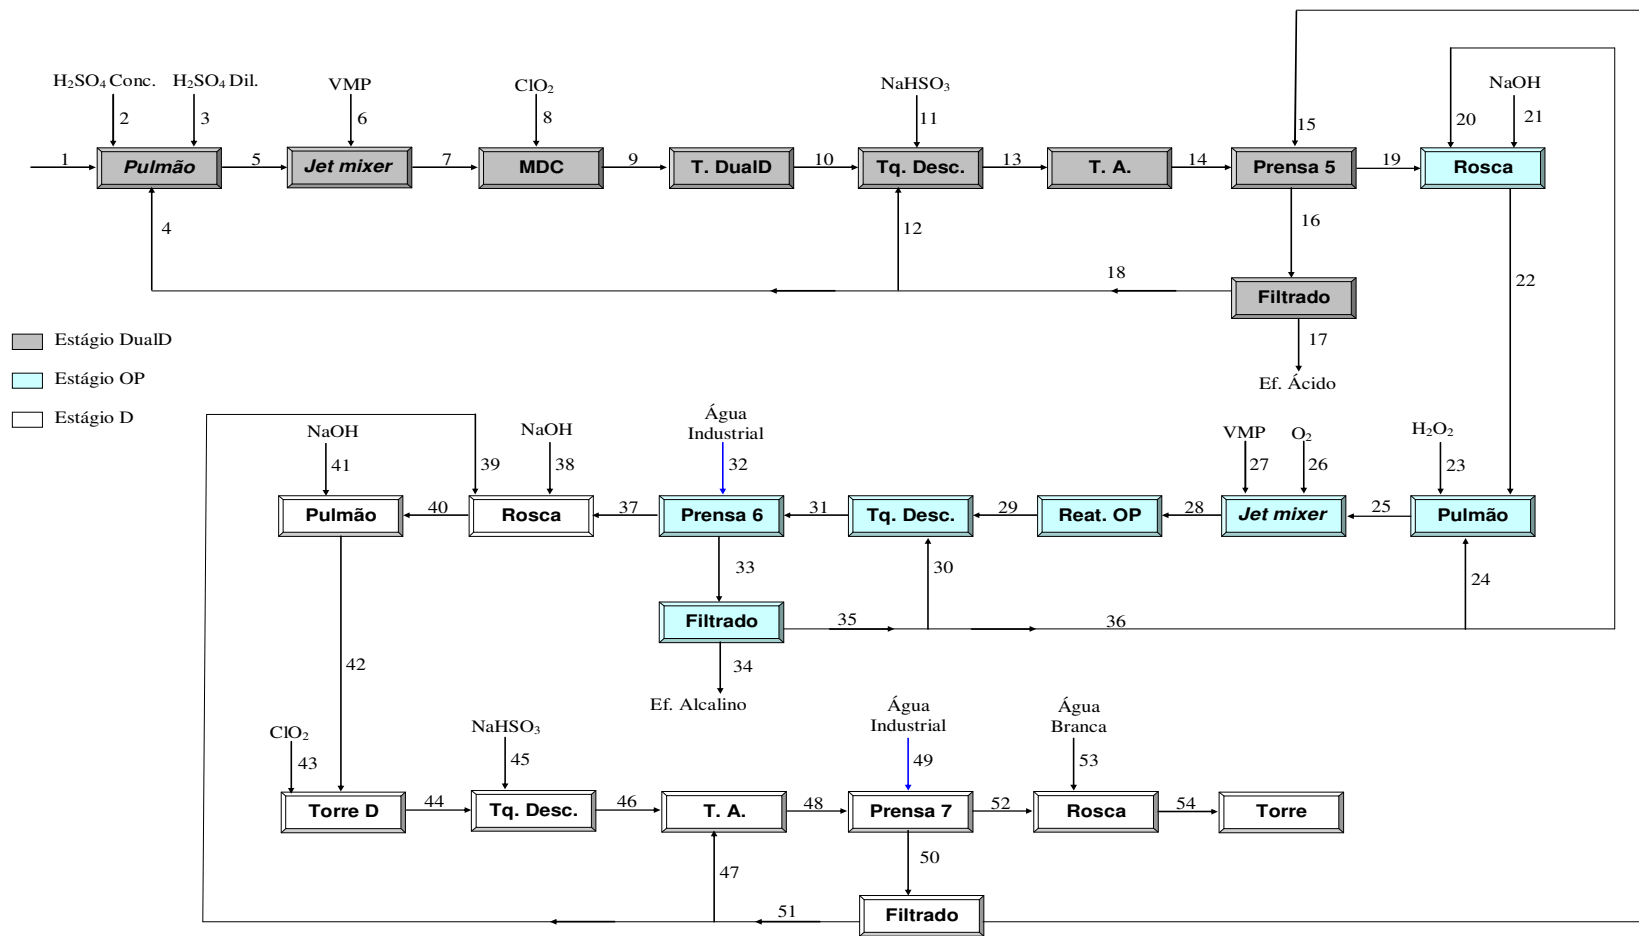 H₂SO₄ Conc.
H₂SO₄ Dil.
VMP
ClO₂
NaHSO₃
NaOH
2
3
6
8
11
15
20
21
1
Pulmão
5
Jet mixer
7
MDC
9
T. DualD
10
Tq. Desc.
13
T. A.
14
Prensa 5
19
Rosca
4
12
16
18
22
Filtrado
17
Ef. Ácido
Estágio DualD
Estágio OP
Estágio D
NaOH
NaOH
Água
Industrial
VMP
O₂
H₂O₂
41
39
38
32
27
26
23
Pulmão
40
Rosca
37
Prensa 6
31
Tq. Desc.
29
Reat. OP
28
Jet mixer
25
Pulmão
33
30
24
Filtrado
35
36
42
34
Ef. Alcalino
ClO₂
NaHSO₃
Água
Industrial
Água
Branca
43
45
49
53
Torre D
44
Tq. Desc.
46
T. A.
48
Prensa 7
52
Rosca
54
Torre
47
50
51
Filtrado